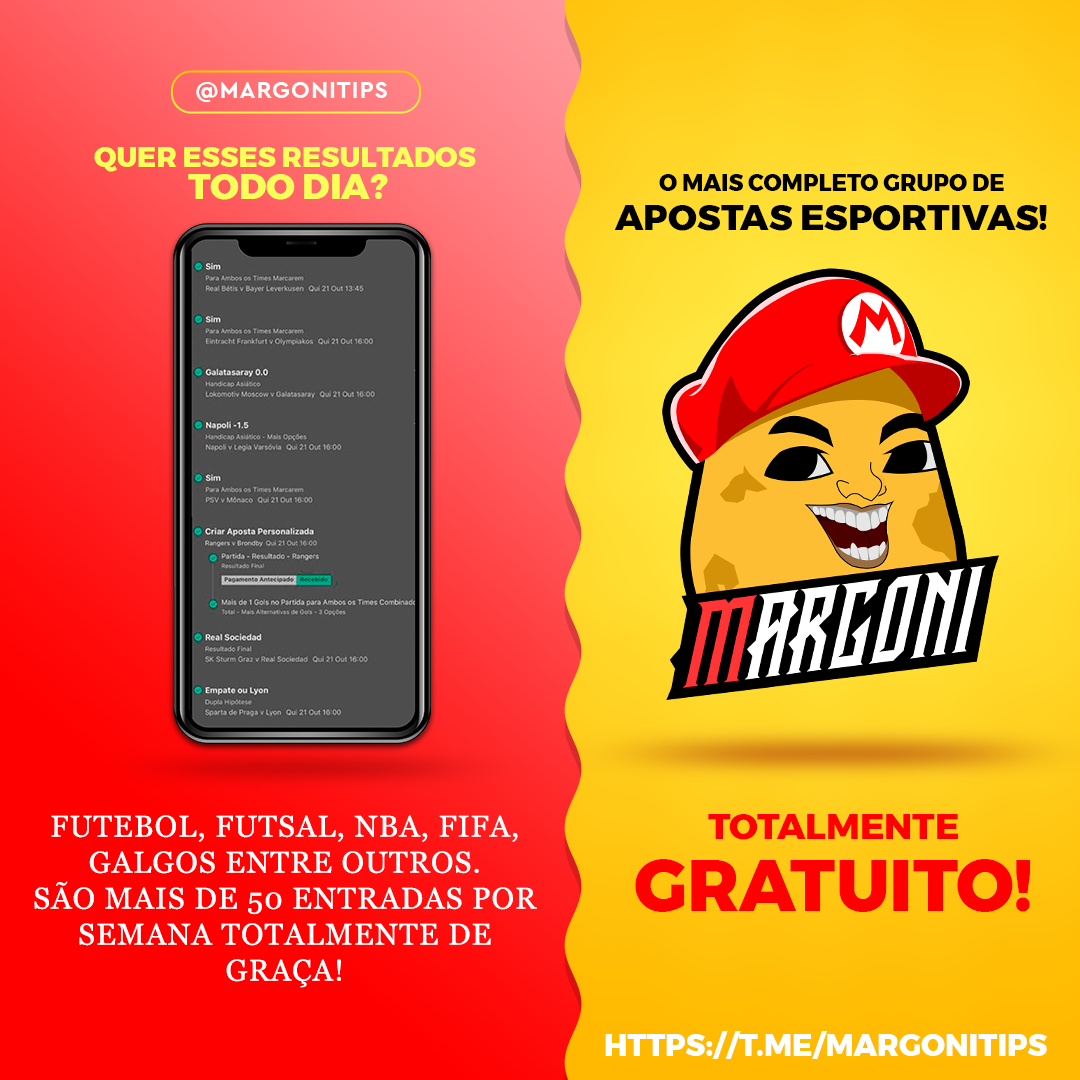 @MARGONITIPS
QUER ESSES RESULTADOS
TODO DIA?
Sim
Para Ambos os Times Marcarem
Real Bétis v Bayer Leverkusen Qui 21 Out 13:45
Sim
Para Ambos os Times Marcarem
Eintracht Frankfurt v Olympiakos Qui 21 Out 16:00
Galatasaray 0.0
Handicap Asiático
Lokomotiv Moscow v Galatasaray Qui 21 Out 16:00
Napoli -1.5
Handicap Asiático - Mais Opções
Napoli v Legia Varsóvia Qui 21 Out 16:00
Sim
Para Ambos os Times Marcarem
PSV v Mônaco Qui 21 Out 16:00
Criar Aposta Personalizada
Rangers v Brondby Qui 21 Out 16:00
Partida - Resultado - Rangers
Resultado Final
Pagamento Antecipado Recebido
Mais de 1 Gols no Partida para Ambos os Times Combinado
Total - Mais Alternativas de Gols - 3 Opções
Real Sociedad
Resultado Final
SK Sturm Graz v Real Sociedad Qui 21 Out 16:00
Empate ou Lyon
Dupla Hipótese
Sparta de Praga v Lyon Qui 21 Out 16:00
FUTEBOL, FUTSAL, NBA, FIFA,
GALGOS ENTRE OUTROS.
SÃO MAIS DE 50 ENTRADAS POR
SEMANA TOTALMENTE DE
GRAÇA!
O MAIS COMPLETO GRUPO DE
APOSTAS ESPORTIVAS!
M
MARGONI
TOTALMENTE
GRATUITO!
HTTPS://T.ME/MARGONITIPS